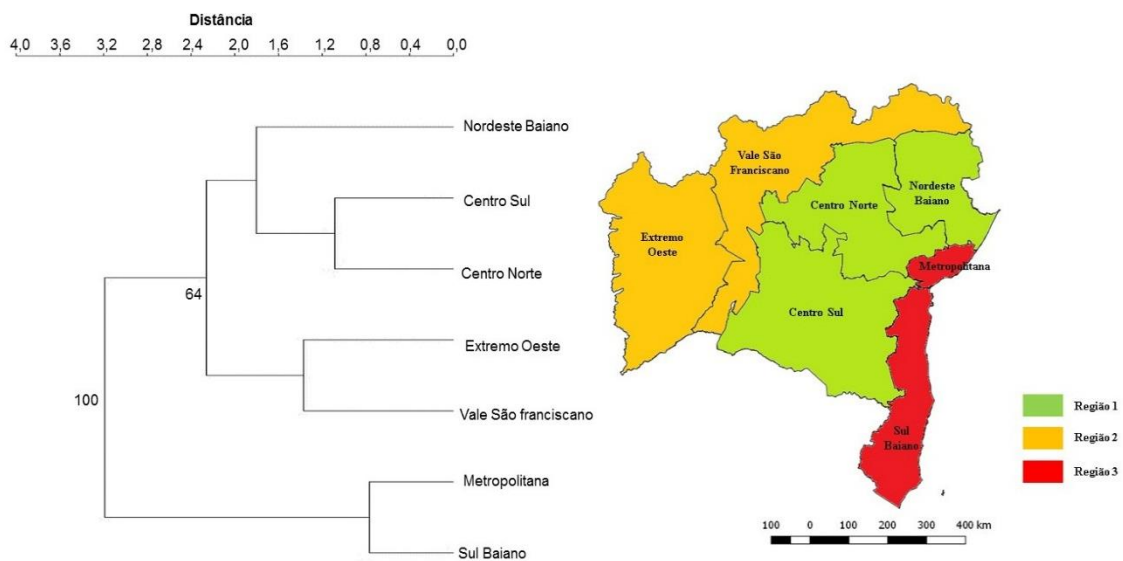 Distância
4,0 3,6 3,2 2,8 2,4 2,0 1,6 1,2 0,8 0,4 0,0
Nordeste Baiano
Centro Sul
Centro Norte
64
Extremo Oeste
100
Vale São franciscano
Metropolitana
Sul Baiano
Vale São
Franciscano
Nordeste
Baiano
Centro Norte
Extremo
Oeste
Metropolitana
Centro Sul
Sul
Baiano
Região 1
Região 2
Região 3
100 0 100 200 300 400 km